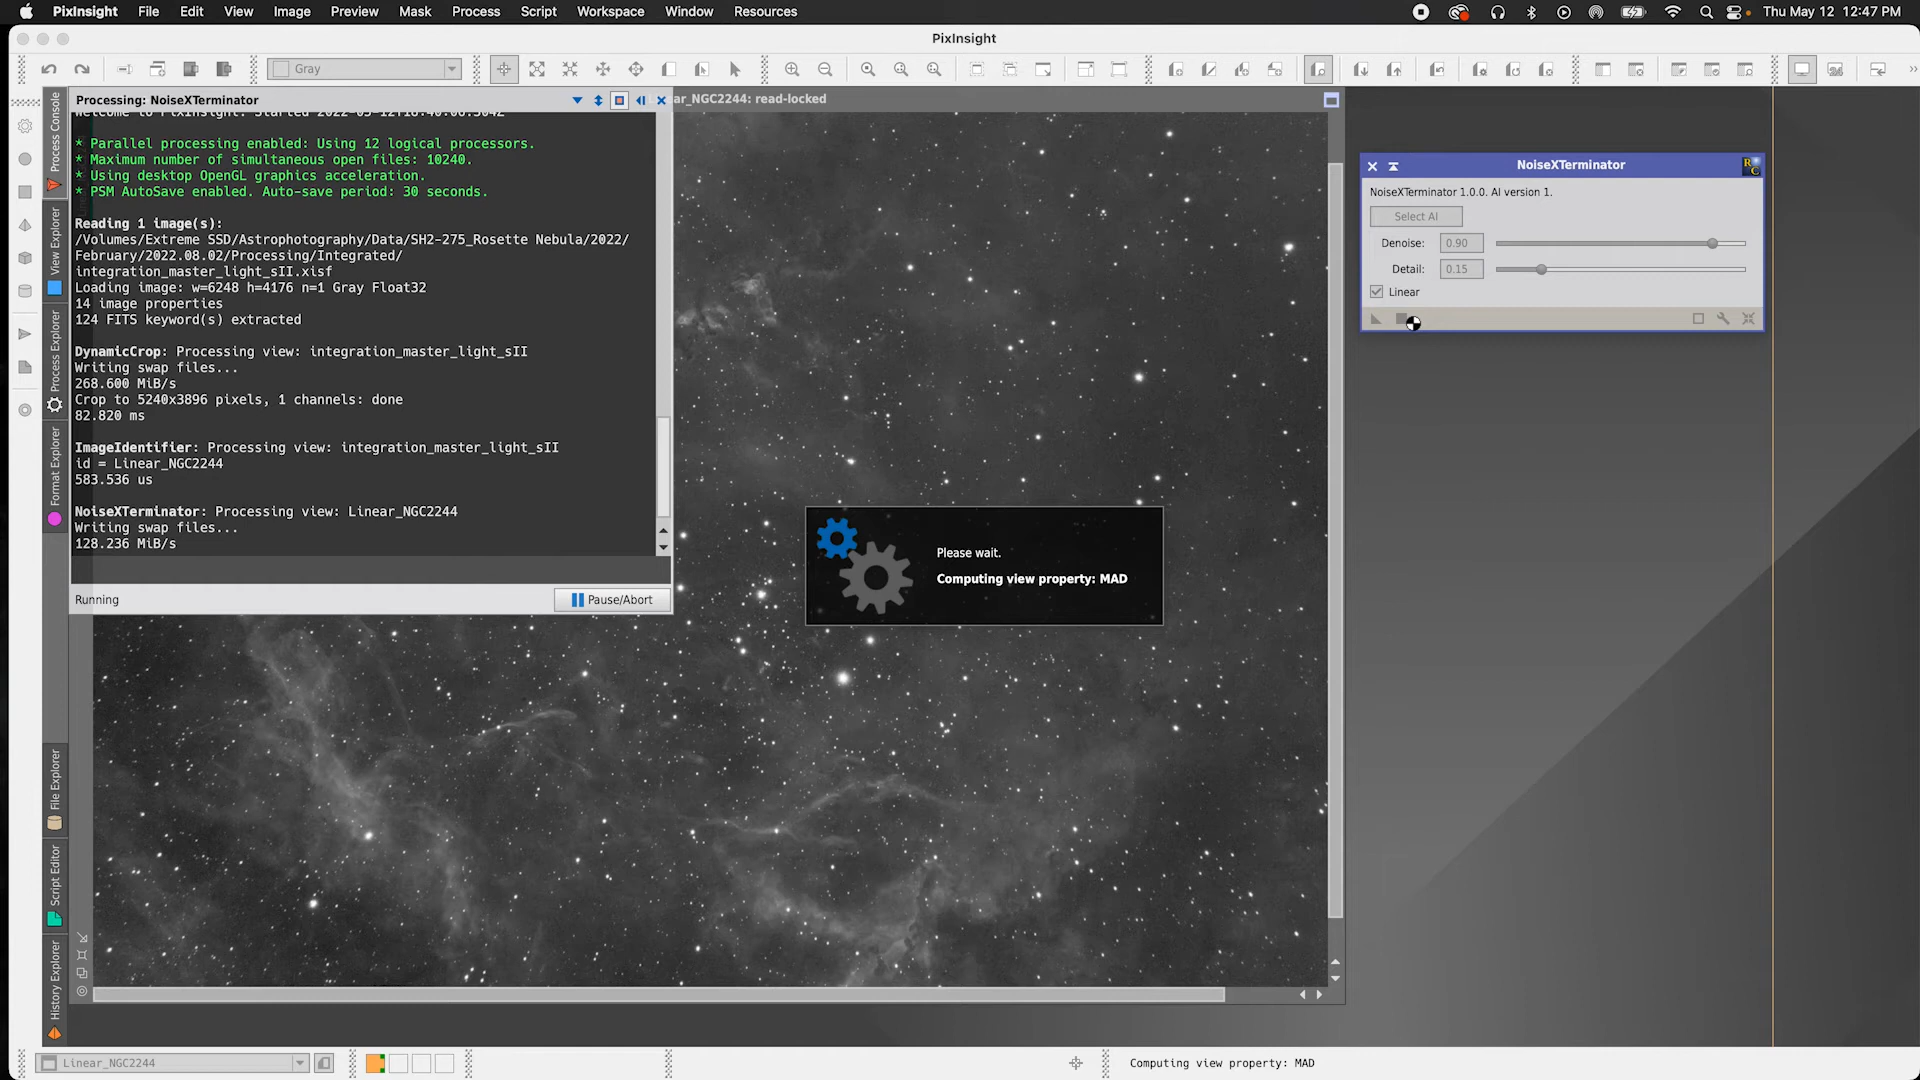 PixInsight File Edit View Image Preview Mask Process Script Workspace Window Resources
Thu May 12 12:47 PM
PixInsight
Gray
Processing: NoiseXTerminator
ear_NGC2244: read-locked
* Parallel processing enabled: Using 12 logical processors.
* Maximum number of simultaneous open files: 10240.
* Using desktop OpenGL graphics acceleration.
* PSM AutoSave enabled. Auto-save period: 30 seconds.
Reading 1 image(s):
/Volumes/Extreme SSD/Astrophotography/Data/SH2-275_Rosette Nebula/2022/
February/2022.08.02/Processing/Integrated/
integration_master_light_sII.xisf
Loading image: w=6248 h=4176 n=1 Gray Float32
14 image properties
124 FITS keyword(s) extracted
DynamicCrop: Processing view: integration_master_light_sII
Writing swap files...
268.600 MiB/s
Crop to 5240x3896 pixels, 1 channels: done
82.820 ms
ImageIdentifier: Processing view: integration_master_light_sII
id = Linear_NGC2244
583.536 us
NoiseXTerminator: Processing view: Linear_NGC2244
Writing swap files...
128.236 MiB/s
Running
Pause/Abort
Process Console
View Explorer
Process Explorer
Format Explorer
File Explorer
Script Editor
History Explorer
Please wait.
Computing view property: MAD
NoiseXTerminator
RC
NoiseXTerminator 1.0.0. AI version 1.
Select AI
Denoise: 0.90
Detail: 0.15
Linear
Linear_NGC2244
Computing view property: MAD